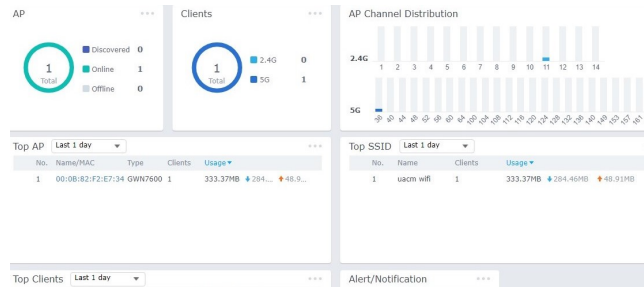 AP
Discovered 0
Online 1
Offline 0
1
Total
Clients
2.4G 0
5G 1
1
Total
AP Channel Distribution
2.4G
1 2 3 4 5 6 7 8 9 10 11 12 13 14
5G
36 40 44 48 52 56 60 64 100 104 108 112 116 120 124 128 132 136 140 149 153 157 161
Top AP Last 1 day
No. Name/MAC Type Clients Usage
1 00:0B:82:F2:E7:34 GWN7600 1 333.37MB 284.... 48.9...
Top SSID Last 1 day
No. Name Clients Usage
1 uacm wifi 1 333.37MB 284.46MB 48.91MB
Top Clients Last 1 day
Alert/Notification